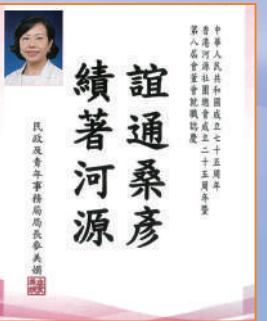 中華人民共和國成立七十五周年
香港河源社團總會成立二十五周年暨
第八屆會董會就職誌慶
誼通桑彥
績著河源
民政及青年事務局局長麥美娟